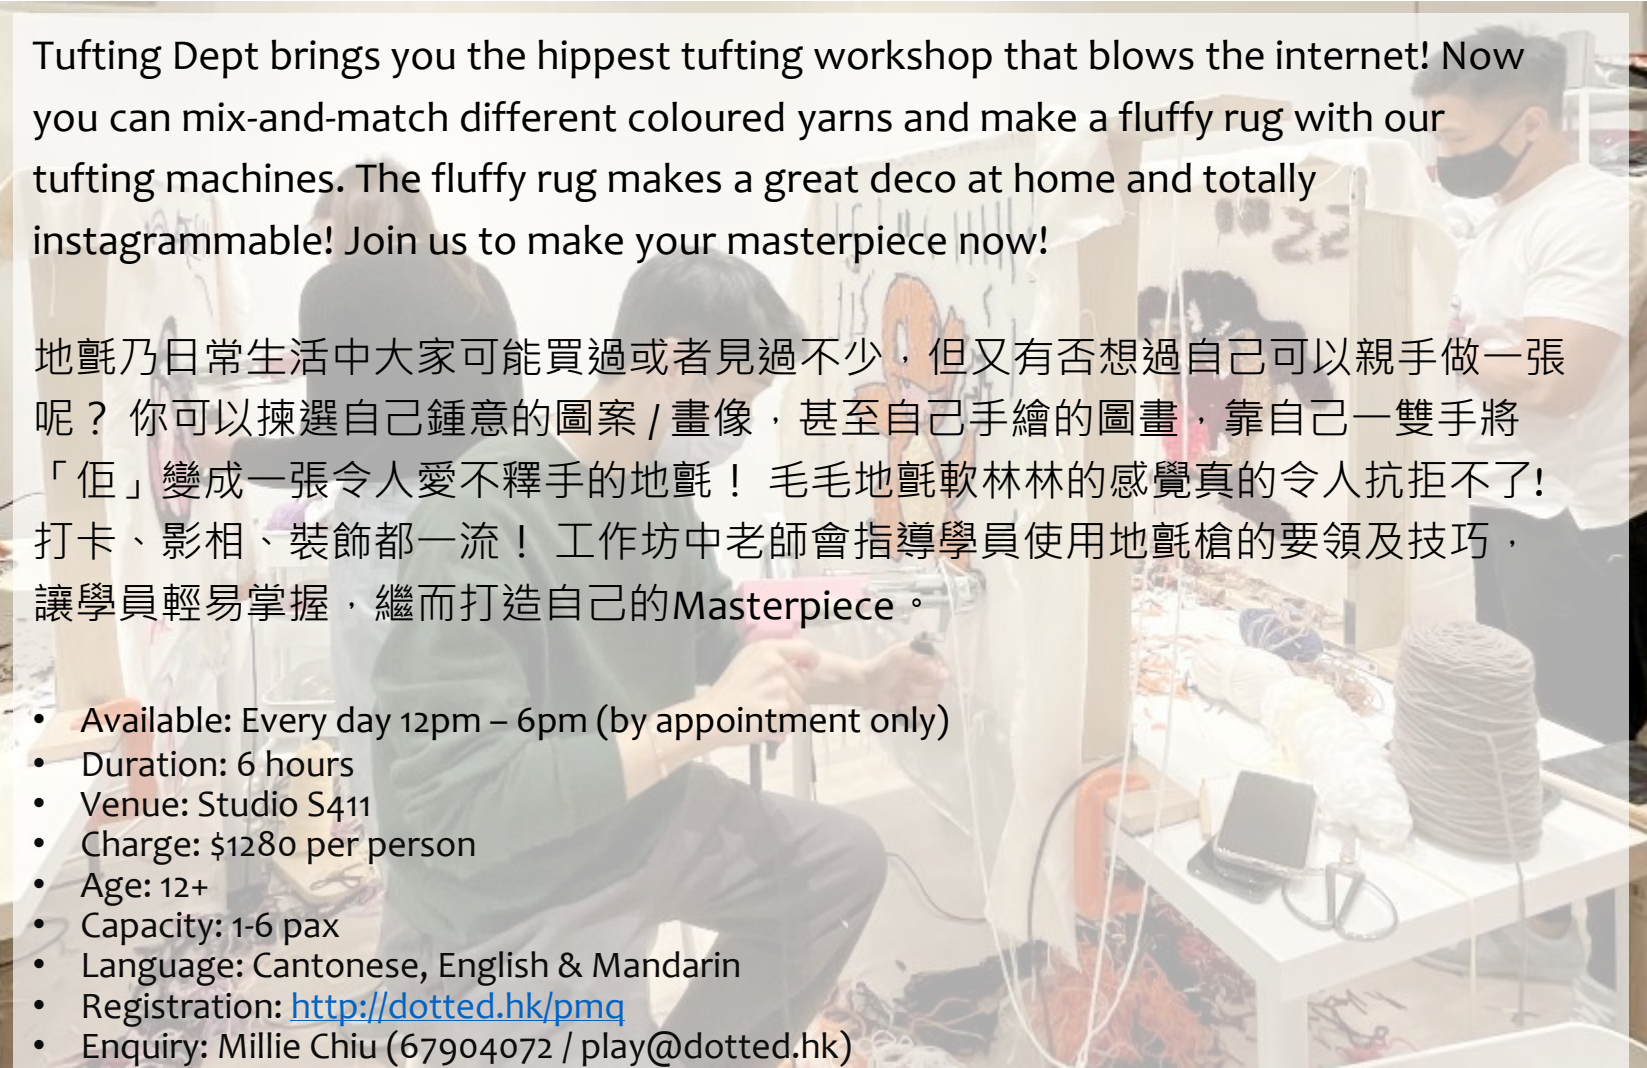 Tufting Dept brings you the hippest tufting workshop that blows the internet! Now
you can mix-and-match different coloured yarns and make a fluffy rug with our
tufting machines. The fluffy rug makes a great deco at home and totally
instagrammable! Join us to make your masterpiece now!
地氈乃日常生活中大家可能買過或者見過不少，但又有否想過自己可以親手做一張
呢？ 你可以揀選自己鍾意的圖案 / 畫像，甚至自己手繪的圖畫，靠自己一雙手將
「佢」變成一張令人愛不釋手的地氈！ 毛毛地氈軟林林的感覺真的令人抗拒不了!
打卡、影相、裝飾都一流！ 工作坊中老師會指導學員使用地氈槍的要領及技巧，
讓學員輕易掌握，繼而打造自己的Masterpiece。
• Available: Every day 12pm – 6pm (by appointment only)
• Duration: 6 hours
• Venue: Studio S411
• Charge: $1280 per person
• Age: 12+
• Capacity: 1-6 pax
• Language: Cantonese, English & Mandarin
• Registration: http://dotted.hk/pmq
• Enquiry: Millie Chiu (67904072 / play@dotted.hk)